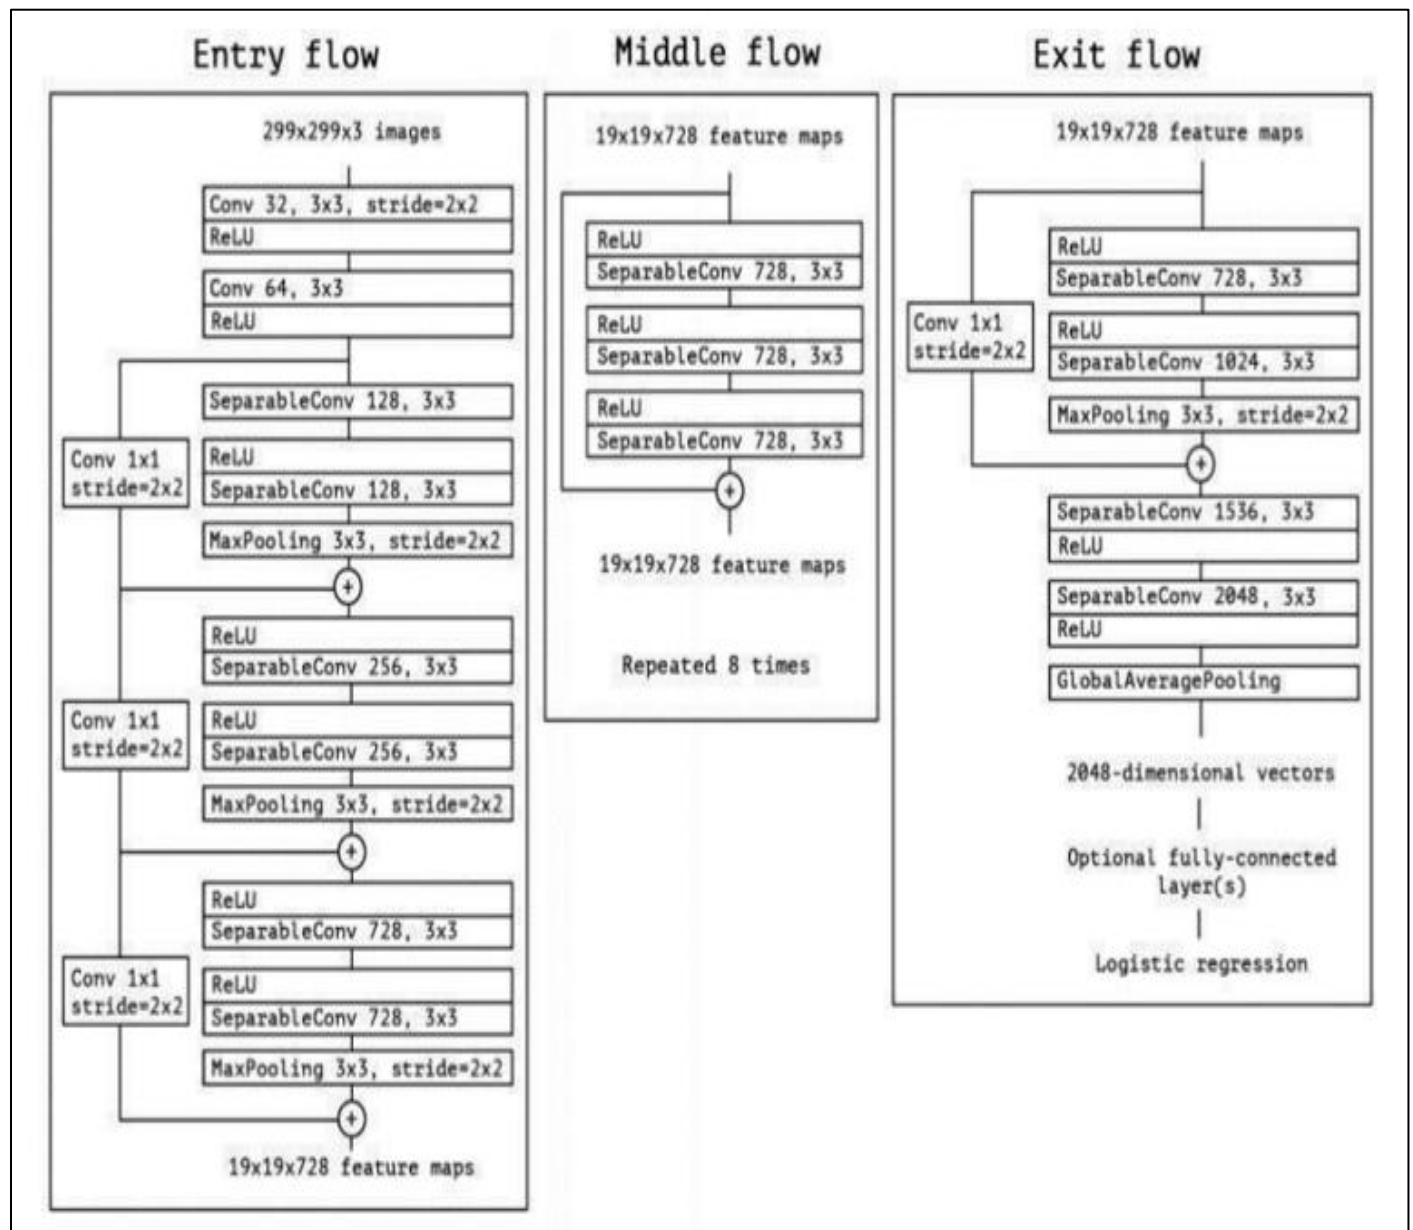 Entry flow
299x299x3 images
Conv 32, 3x3, stride=2x2
ReLU
Conv 64, 3x3
ReLU
SeparableConv 128, 3x3
Conv 1x1
stride=2x2
ReLU
SeparableConv 128, 3x3
MaxPooling 3x3, stride=2x2
+
ReLU
SeparableConv 256, 3x3
Conv 1x1
stride=2x2
ReLU
SeparableConv 256, 3x3
MaxPooling 3x3, stride=2x2
+
ReLU
SeparableConv 728, 3x3
Conv 1x1
stride=2x2
ReLU
SeparableConv 728, 3x3
MaxPooling 3x3, stride=2x2
+
19x19x728 feature maps
Middle flow
19x19x728 feature maps
ReLU
SeparableConv 728, 3x3
ReLU
SeparableConv 728, 3x3
ReLU
SeparableConv 728, 3x3
+
19x19x728 feature maps
Repeated 8 times
Exit flow
19x19x728 feature maps
ReLU
SeparableConv 728, 3x3
Conv 1x1
stride=2x2
ReLU
SeparableConv 1024, 3x3
MaxPooling 3x3, stride=2x2
+
SeparableConv 1536, 3x3
ReLU
SeparableConv 2048, 3x3
ReLU
GlobalAveragePooling
2048-dimensional vectors
Optional fully-connected
layer(s)
Logistic regression